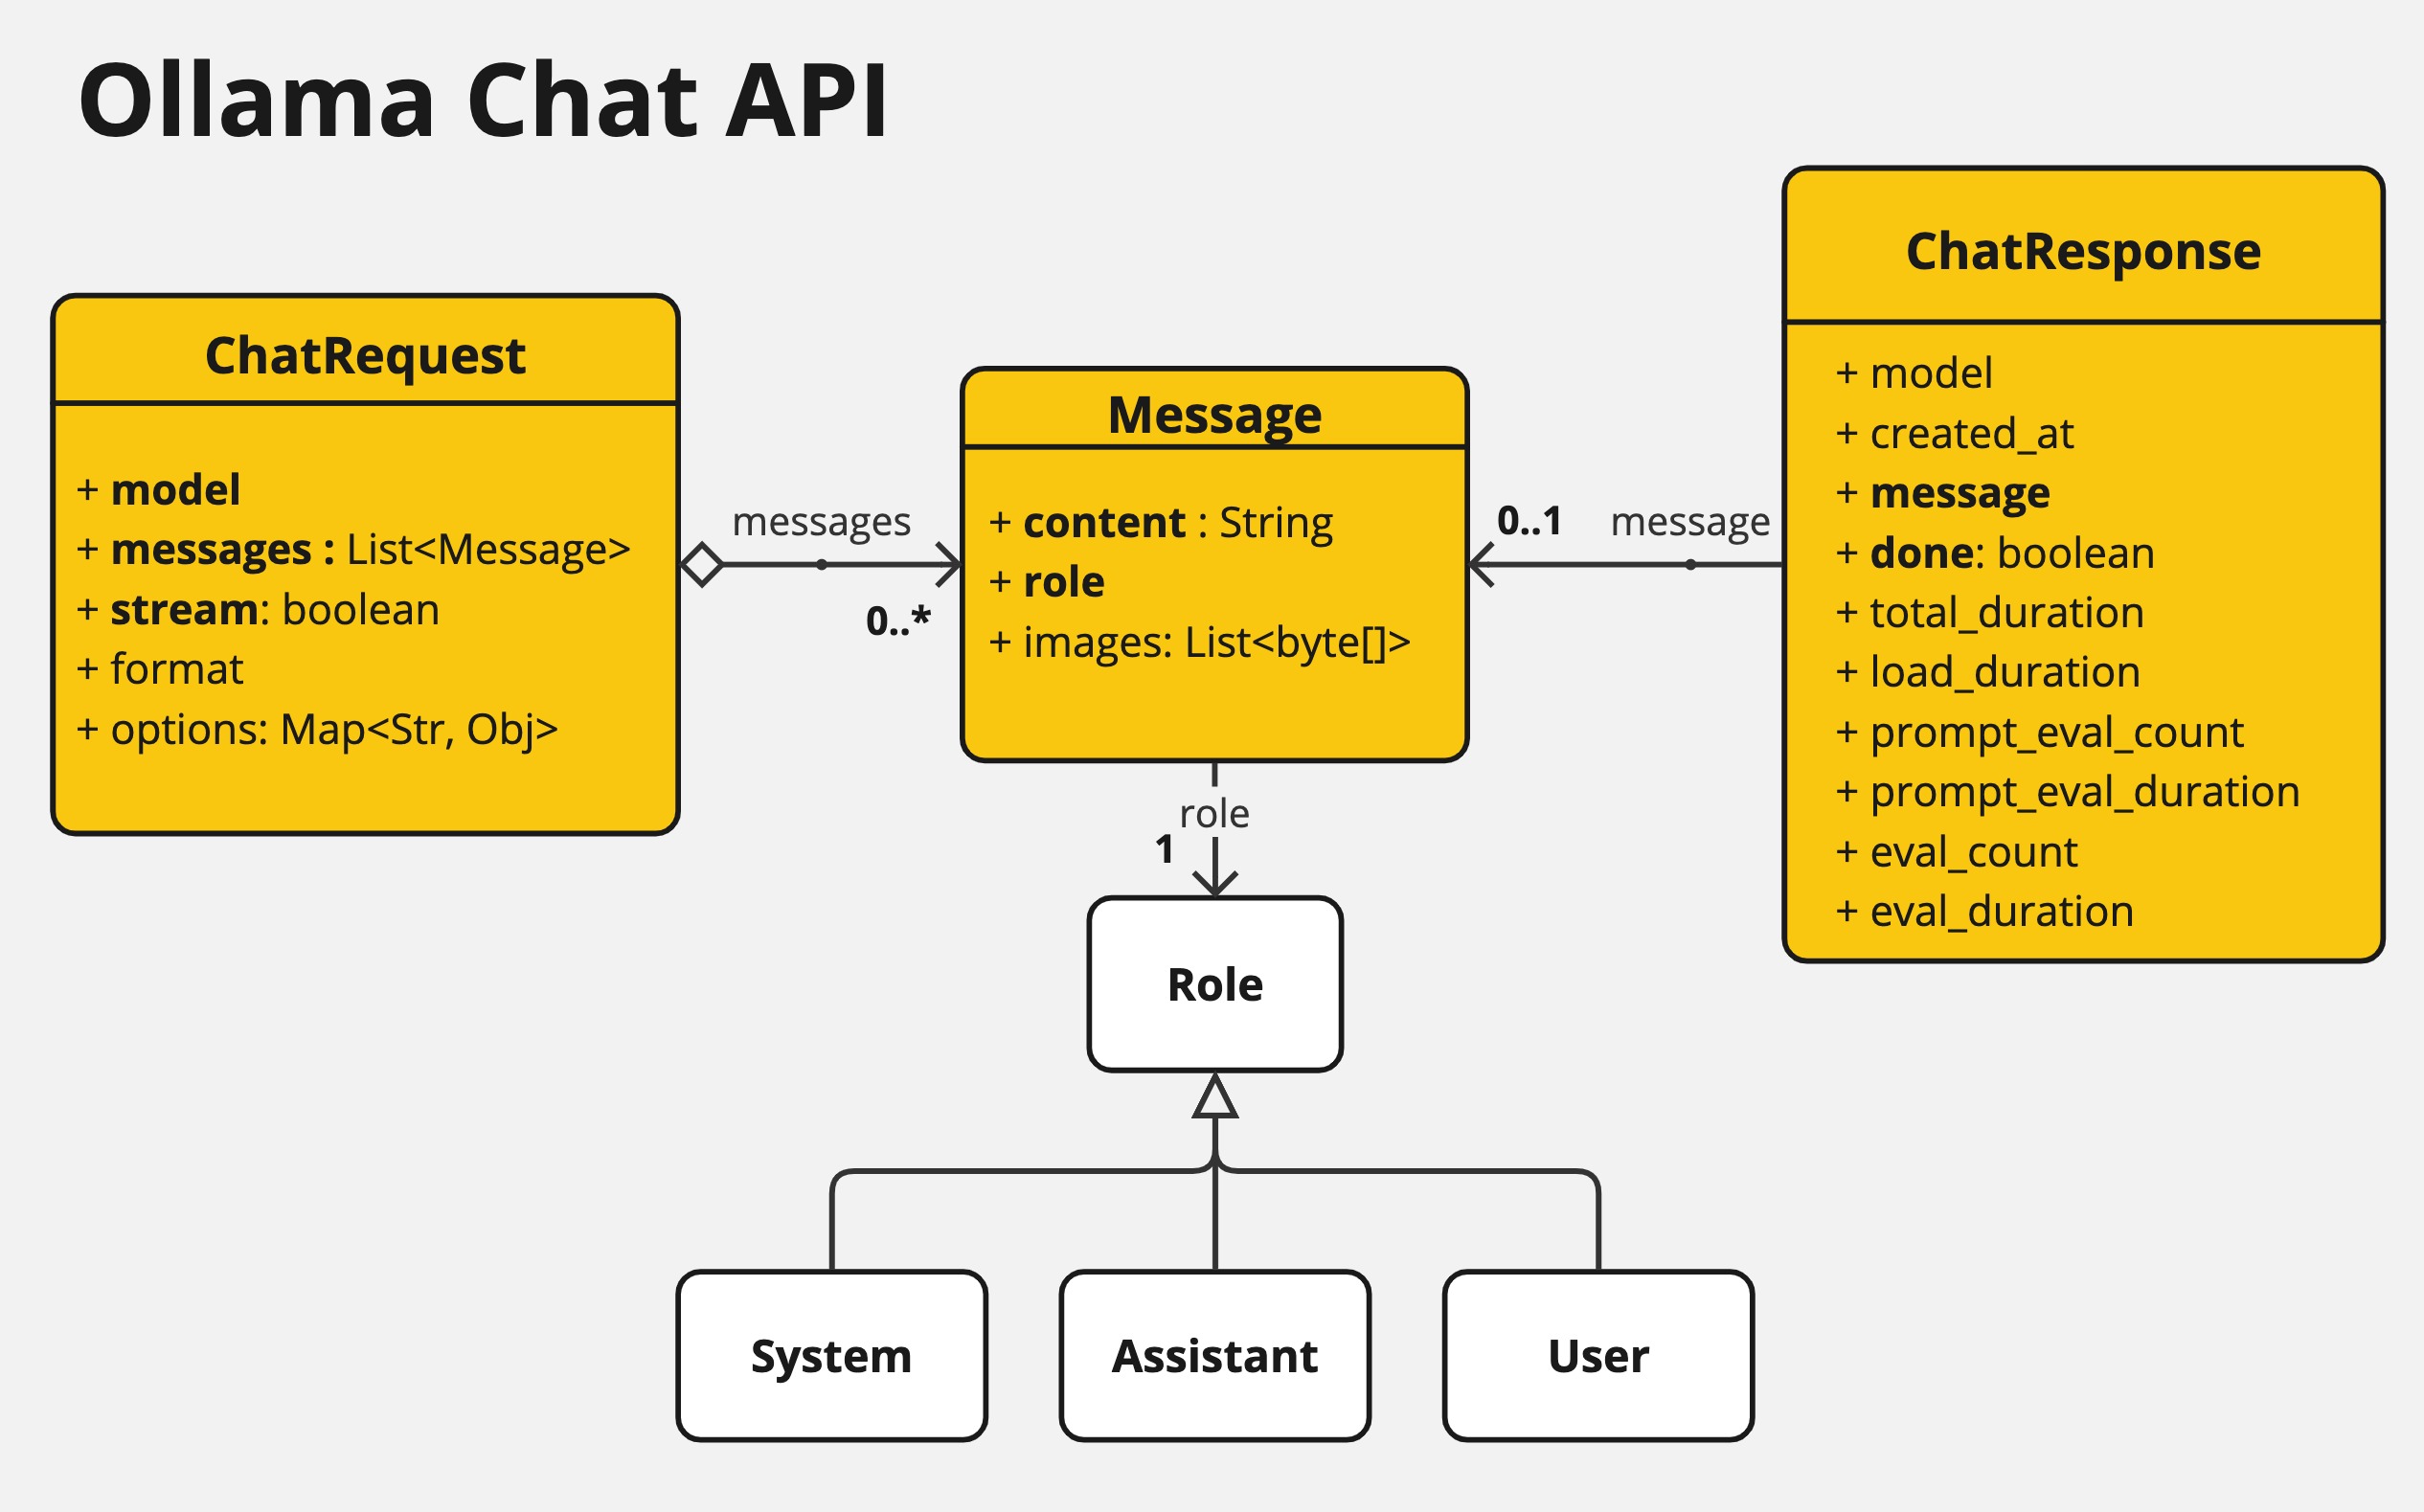 Ollama Chat API
ChatRequest
+ model
+ messages : List<Message>
+ stream: boolean
+ format
+ options: Map<Str, Obj>
messages
0..*
Message
+ content : String
+ role
+ images: List<byte[]>
0..1
message
ChatResponse
+ model
+ created_at
+ message
+ done: boolean
+ total_duration
+ load_duration
+ prompt_eval_count
+ prompt_eval_duration
+ eval_count
+ eval_duration
role
1
Role
System
Assistant
User